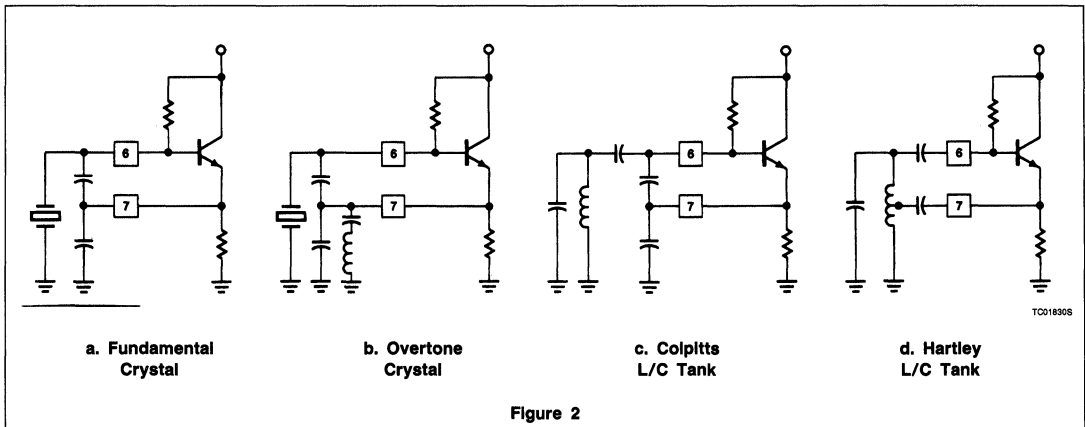 6
7
6
7
6
7
6
7
TC01830S
a. Fundamental
Crystal
b. Overtone
Crystal
c. Colpitts
L/C Tank
d. Hartley
L/C Tank
Figure 2